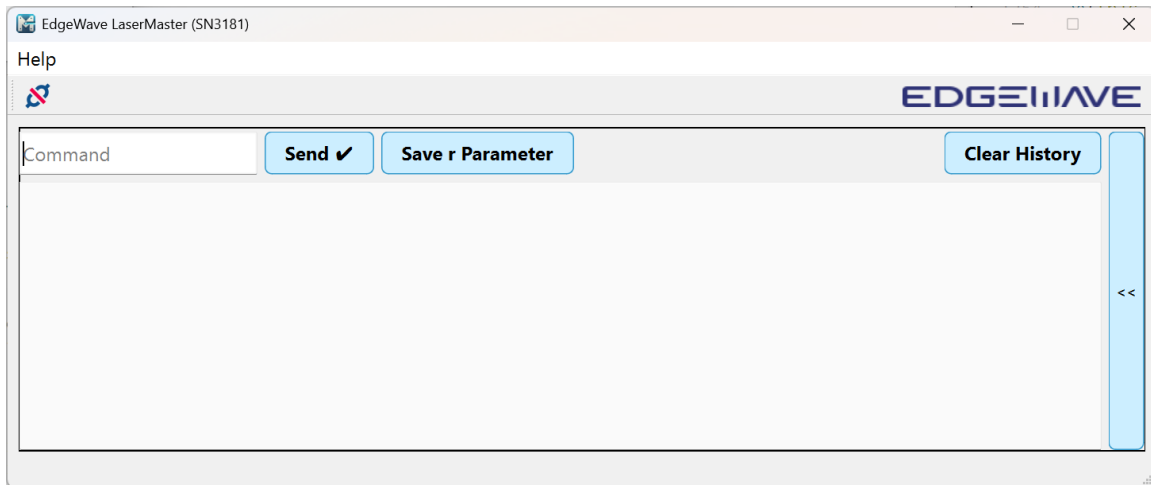 EdgeWave LaserMaster (SN3181)
Help
EDGEWAVE
Command Send ✔ Save r Parameter Clear History
<<